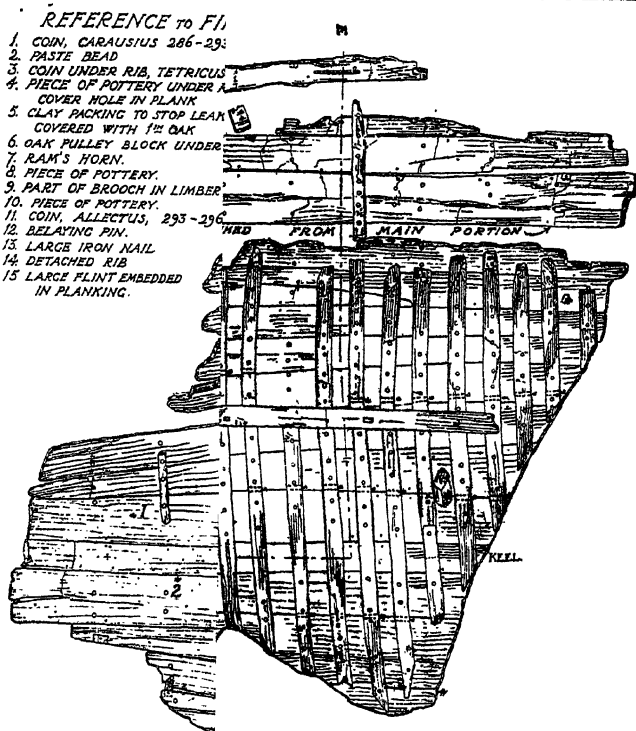 REFERENCE TO FI
1. COIN, CARAUSIUS 286-293
2. PASTE BEAD
3. COIN UNDER RIB, TETRICUS
4. PIECE OF POTTERY UNDER
COVER HOLE IN PLANK
5. CLAY PACKING TO STOP LEAK
COVERED WITH 1 IN OAK
6. OAK PULLEY BLOCK UNDER
7. RAM'S HORN.
8. PIECE OF POTTERY.
9. PART OF BROOCH IN LIMBER
10. PIECE OF POTTERY.
11. COIN, ALLECTUS, 293-296
12. BELAYING PIN.
13. LARGE IRON NAIL
14. DETACHED RIB
15 LARGE FLINT EMBEDDED
IN PLANKING.
MED FROM MAIN PORTION
1
2
KEEL.